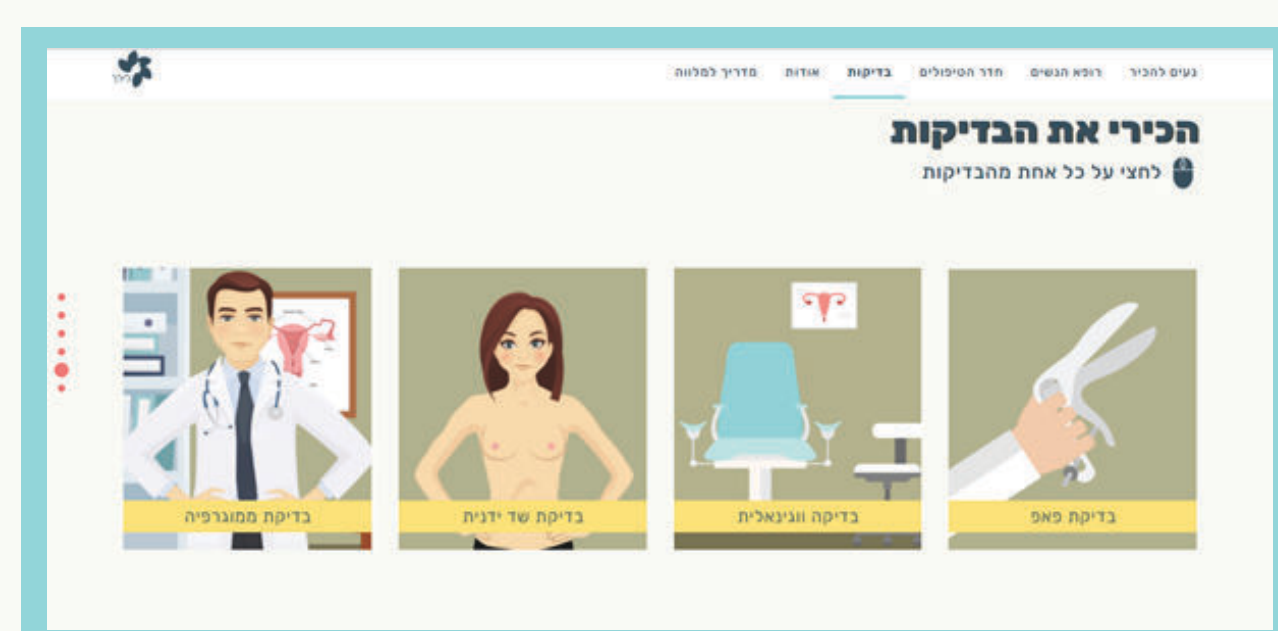 נעים להכיר רופא הנשים חדר הטיפולים בדיקות אודות מדריך למלווה
הכירי את הבדיקות
לחצי על כל אחת מהבדיקות
בדיקת פאפ
בדיקה ווגינאלית
בדיקת שד ידנית
בדיקת ממוגרפיה